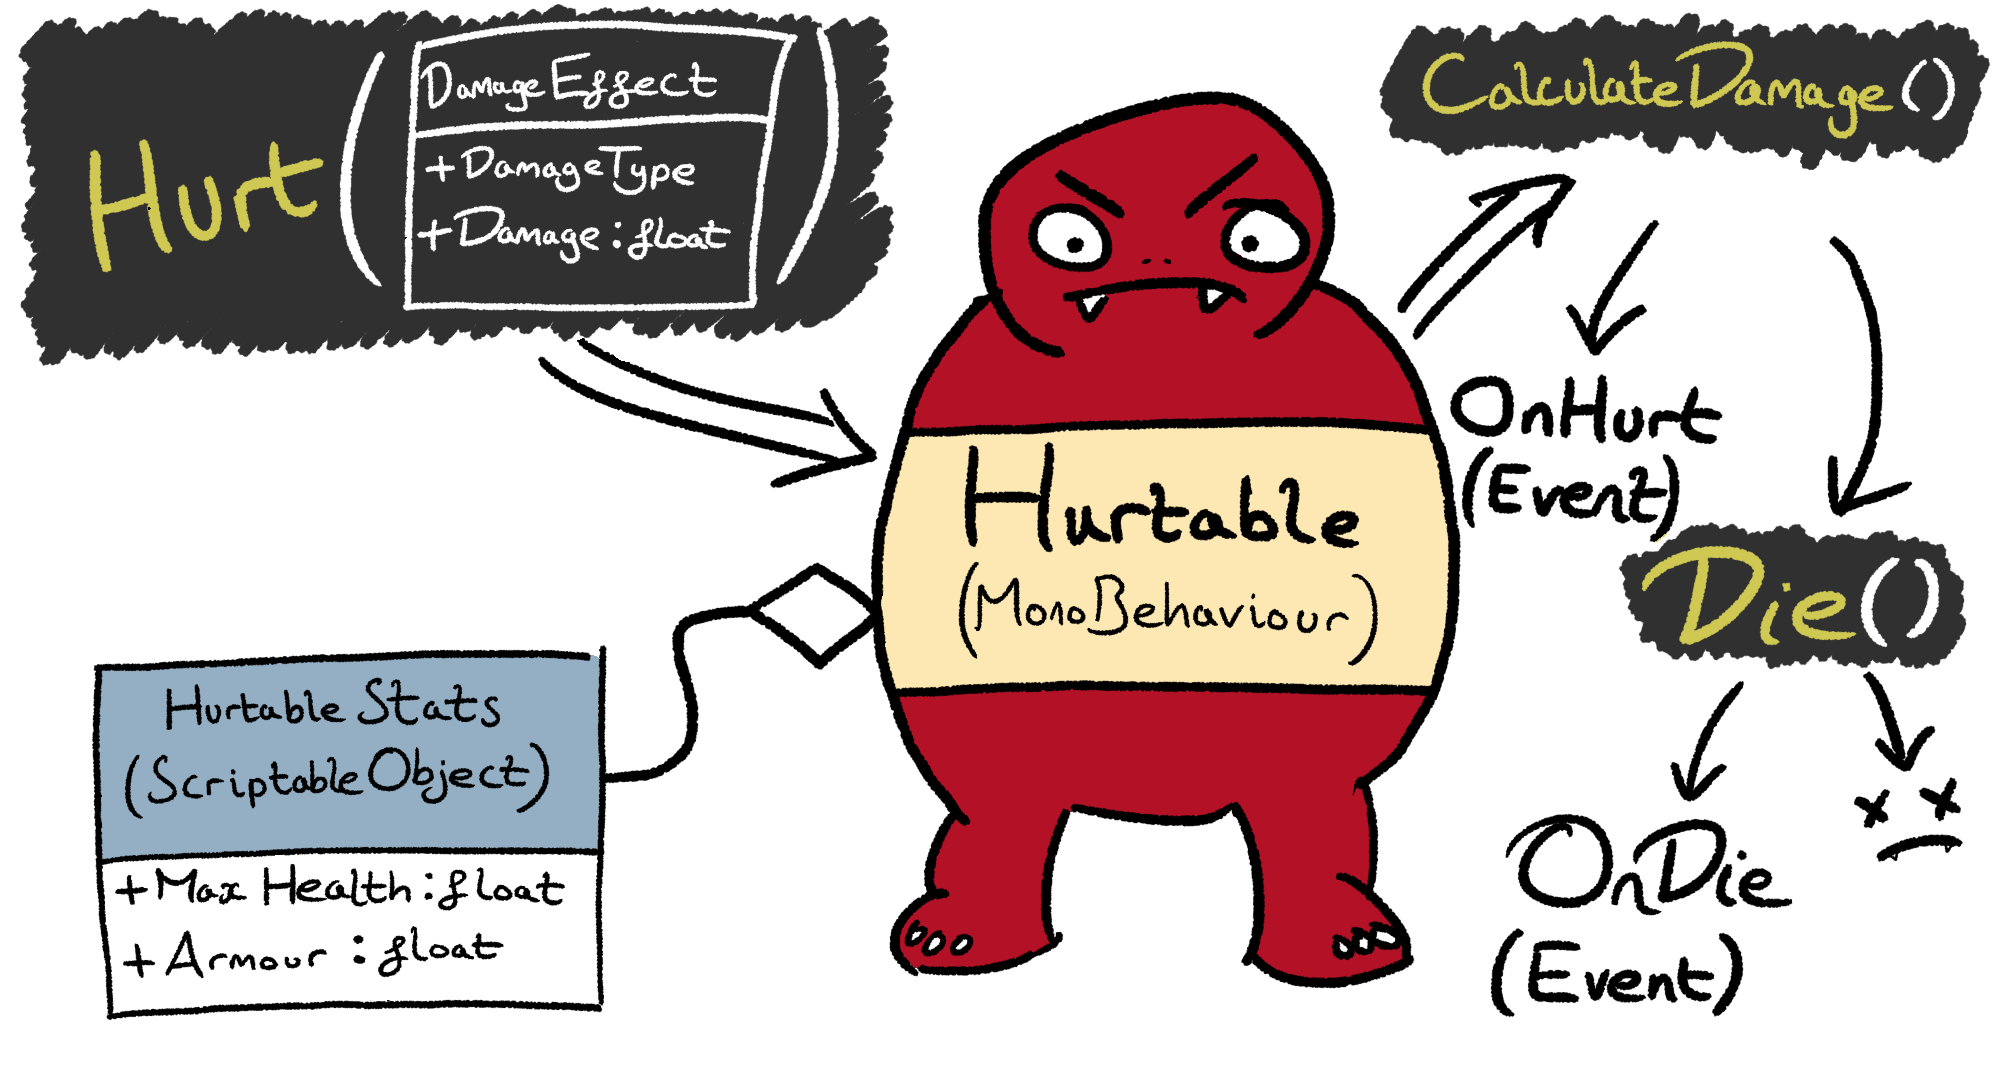 Hurt(
DamageEffect
+DamageType
+Damage:float
)
CalculateDamage()
OnHurt
(Event)
Hurtable
(MonoBehaviour)
Die()
Hurtable Stats
(ScriptableObject)
+Max Health:float
+Armour :float
OnDie
(Event)